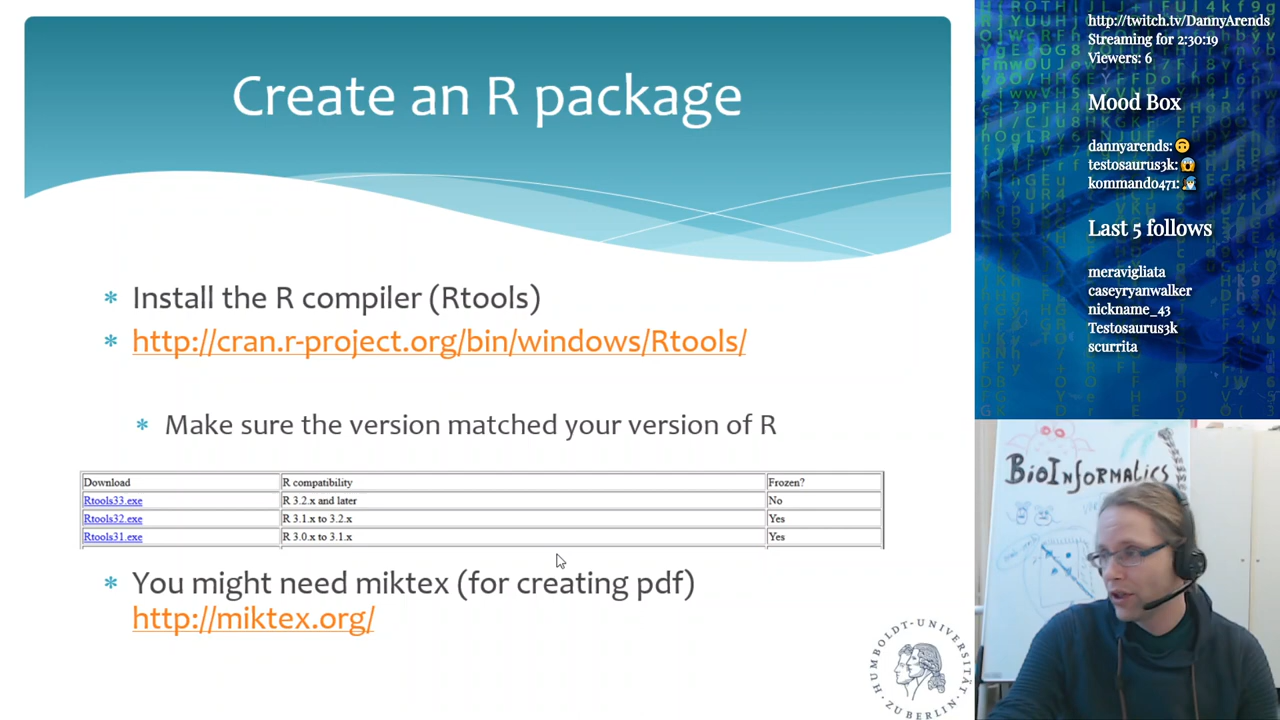 Create an R package
* Install the R compiler (Rtools)
* http://cran.r-project.org/bin/windows/Rtools/
* Make sure the version matched your version of R
Download R compatibility Frozen?
Rtools33.exe R 3.2.x and later No
Rtools32.exe R 3.1.x to 3.2.x Yes
Rtools31.exe R 3.0.x to 3.1.x Yes
* You might need miktex (for creating pdf)
http://miktex.org/
HUMBOLDT-UNIVERSITÄT
ZU BERLIN
http://twitch.tv/DannyArends
Streaming for 2:30:19
Viewers: 6
Mood Box
dannyarends: 🙃
testosaurus3k: 😱
kommando471:
Last 5 follows
meravigliata
caseyryanwalker
nickname_43
Testosaurus3k
scurrita
BioInformatics